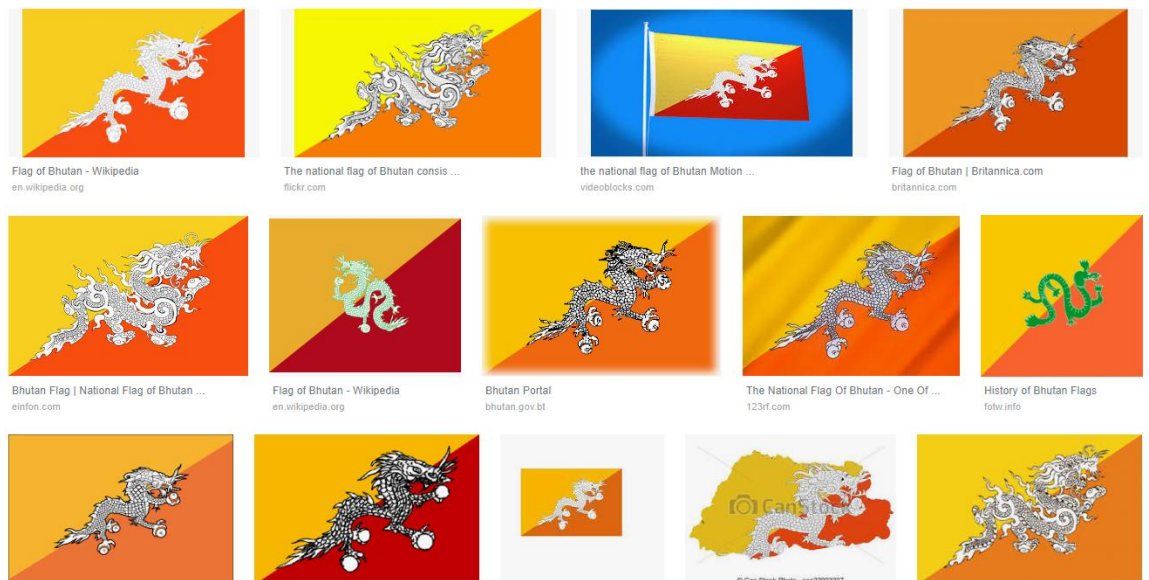 Flag of Bhutan - Wikipedia
en.wikipedia.org
The national flag of Bhutan consis ...
flickr.com
the national flag of Bhutan Motion ...
videoblocks.com
Flag of Bhutan | Britannica.com
britannica.com
Bhutan Flag | National Flag of Bhutan ...
einfon.com
Flag of Bhutan - Wikipedia
en.wikipedia.org
Bhutan Portal
bhutan.gov.bt
The National Flag Of Bhutan - One Of ...
123rf.com
History of Bhutan Flags
fotw.info
CanStock